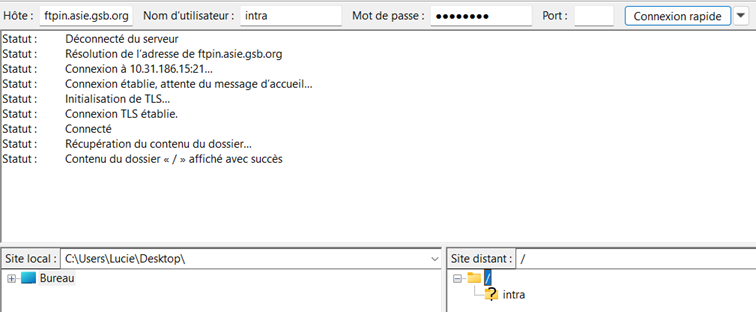 Hôte : ftpin.asie.gsb.org Nom d'utilisateur : intra Mot de passe : ●●●●●●●● Port : Connexion rapide
Statut : Déconnecté du serveur
Statut : Résolution de l'adresse de ftpin.asie.gsb.org
Statut : Connexion à 10.31.186.15:21...
Statut : Connexion établie, attente du message d'accueil...
Statut : Initialisation de TLS...
Statut : Connexion TLS établie.
Statut : Connecté
Statut : Récupération du contenu du dossier...
Statut : Contenu du dossier « / » affiché avec succès
Site local : C:\Users\Lucie\Desktop\
Bureau
Site distant : /
/
intra